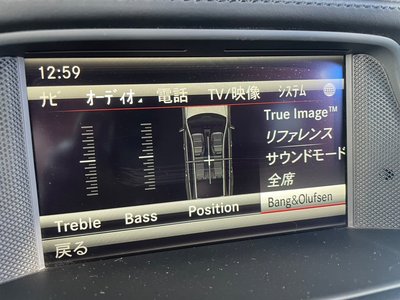 12:59
ナビ オーディオ 電話 TV/映像 システム
True Image™
リファレンス
サウンドモード
全席
Bang&Olufsen
Treble Bass Position
戻る